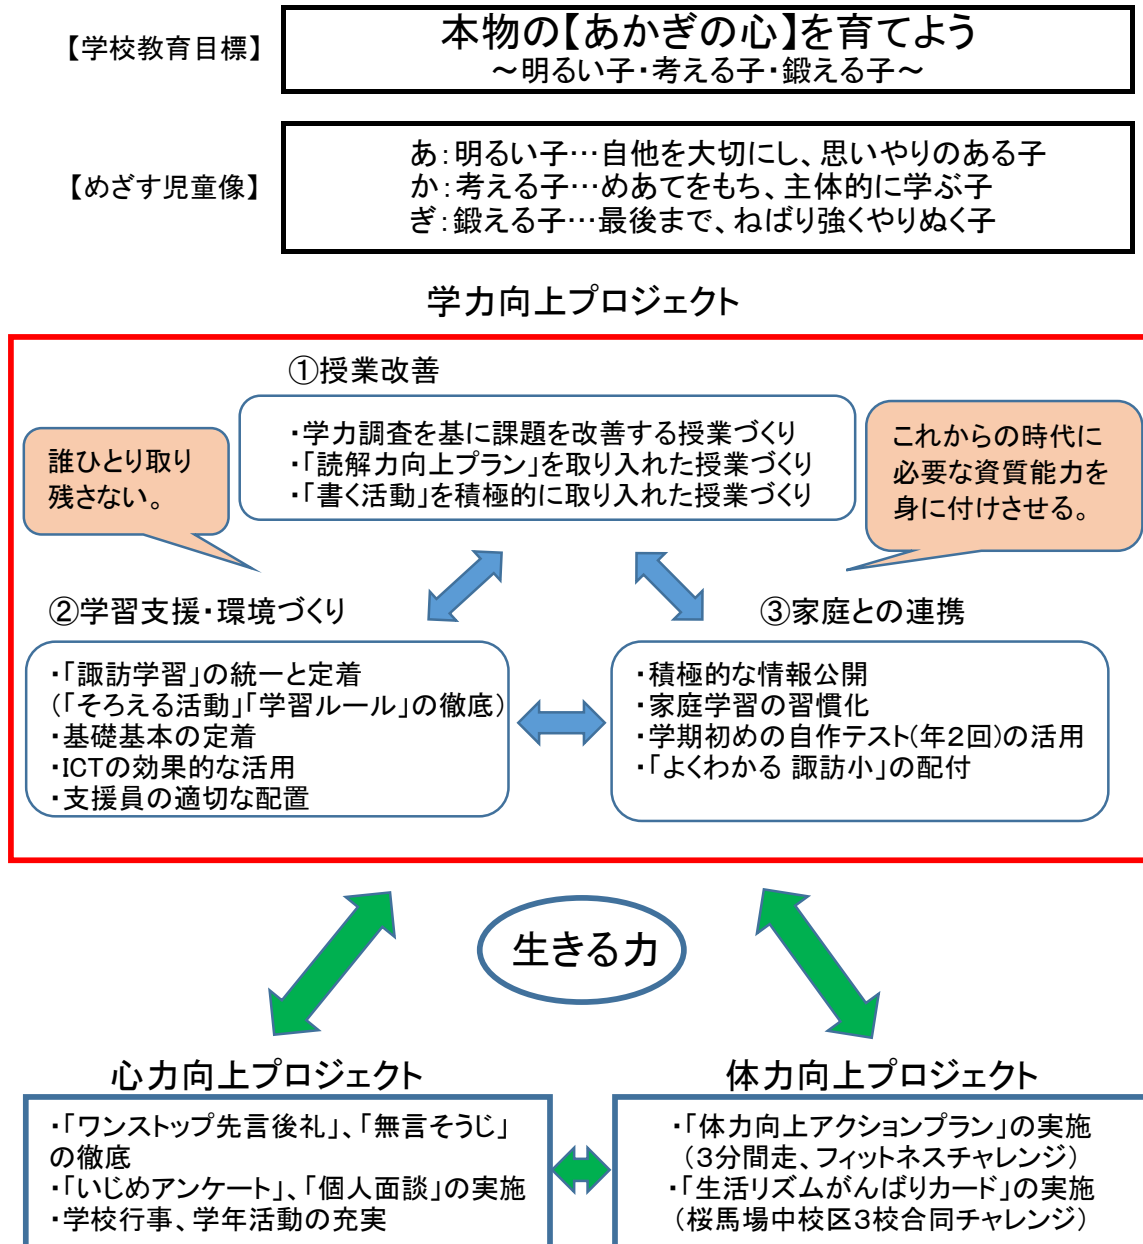 【学校教育目標】
本物の【あかぎの心】を育てよう
～明るい子・考える子・鍛える子～
【めざす児童像】
あ：明るい子…自他を大切にし、思いやりのある子
か：考える子…めあてをもち、主体的に学ぶ子
ぎ：鍛える子…最後まで、ねばり強くやりぬく子
学力向上プロジェクト
①授業改善
・学力調査を基に課題を改善する授業づくり
・「読解力向上プラン」を取り入れた授業づくり
・「書く活動」を積極的に取り入れた授業づくり
誰ひとり取り
残さない。
これからの時代に
必要な資質能力を
身に付けさせる。
②学習支援・環境づくり
・「諏訪学習」の統一と定着
（「そろえる活動」「学習ルール」の徹底）
・基礎基本の定着
・ICTの効果的な活用
・支援員の適切な配置
③家庭との連携
・積極的な情報公開
・家庭学習の習慣化
・学期初めの自作テスト(年２回)の活用
・「よくわかる 諏訪小」の配付
生きる力
心力向上プロジェクト
・「ワンストップ先言後礼」、「無言そうじ」
の徹底
・「いじめアンケート」、「個人面談」の実施
・学校行事、学年活動の充実
体力向上プロジェクト
・「体力向上アクションプラン」の実施
（３分間走、フィットネスチャレンジ）
・「生活リズムがんばりカード」の実施
（桜馬場中校区３校合同チャレンジ）